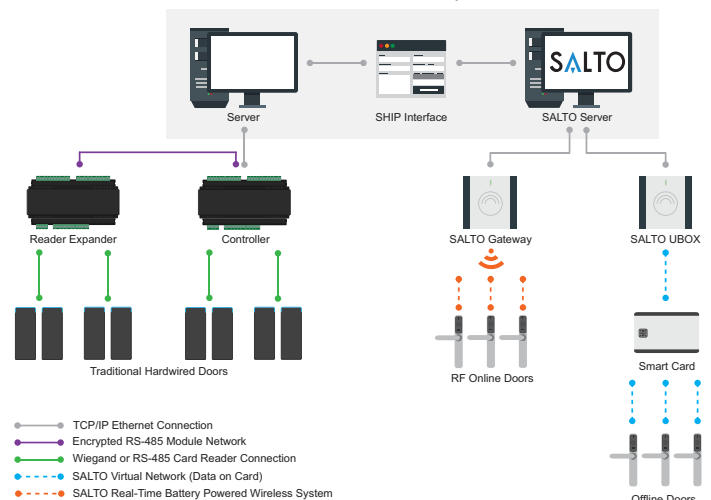 SALTO
Server
SHIP Interface
SALTO Server
Reader Expander
Controller
SALTO Gateway
SALTO UBOX
Traditional Hardwired Doors
RF Online Doors
Smart Card
TCP/IP Ethernet Connection
Encrypted RS-485 Module Network
Wiegand or RS-485 Card Reader Connection
SALTO Virtual Network (Data on Card)
SALTO Real-Time Battery Powered Wireless System
Offline Doors